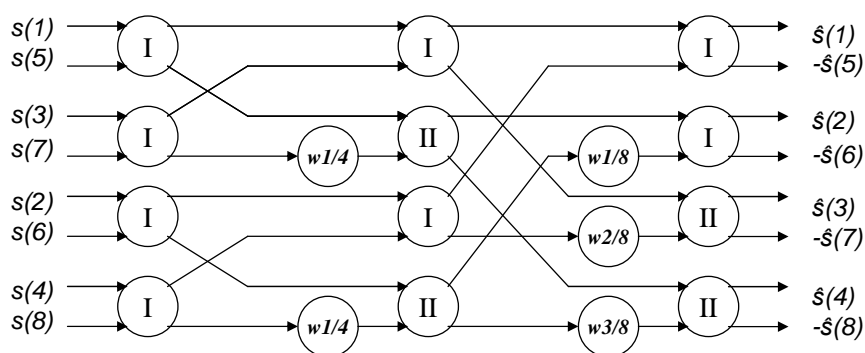 s(1) I I I ŝ(1)
s(5) -ŝ(5)
s(3) I II I ŝ(2)
s(7) w1/4 w1/8 -ŝ(6)
s(2) I I II ŝ(3)
s(6) w2/8 -ŝ(7)
s(4) I II II ŝ(4)
s(8) w1/4 w3/8 -ŝ(8)